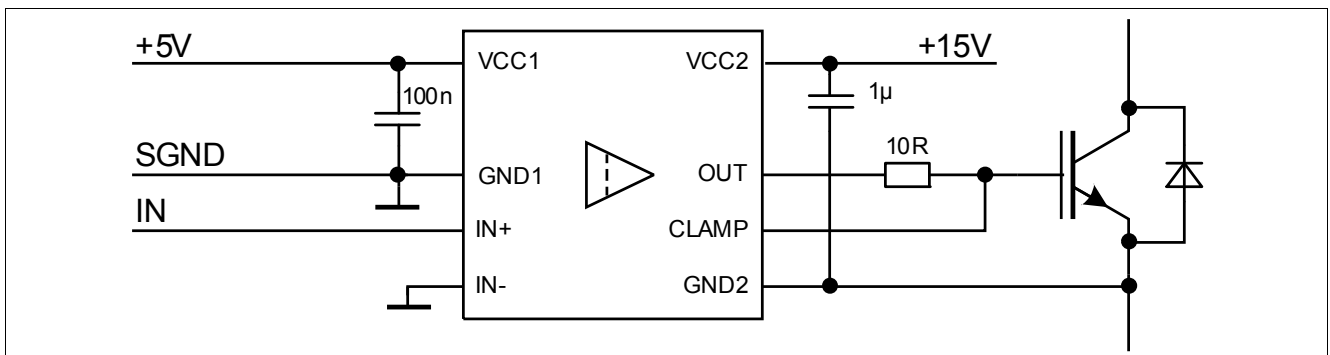 +5V
VCC1
VCC2
+15V
100n
1µ
SGND
10R
GND1
OUT
IN
IN+
CLAMP
IN-
GND2